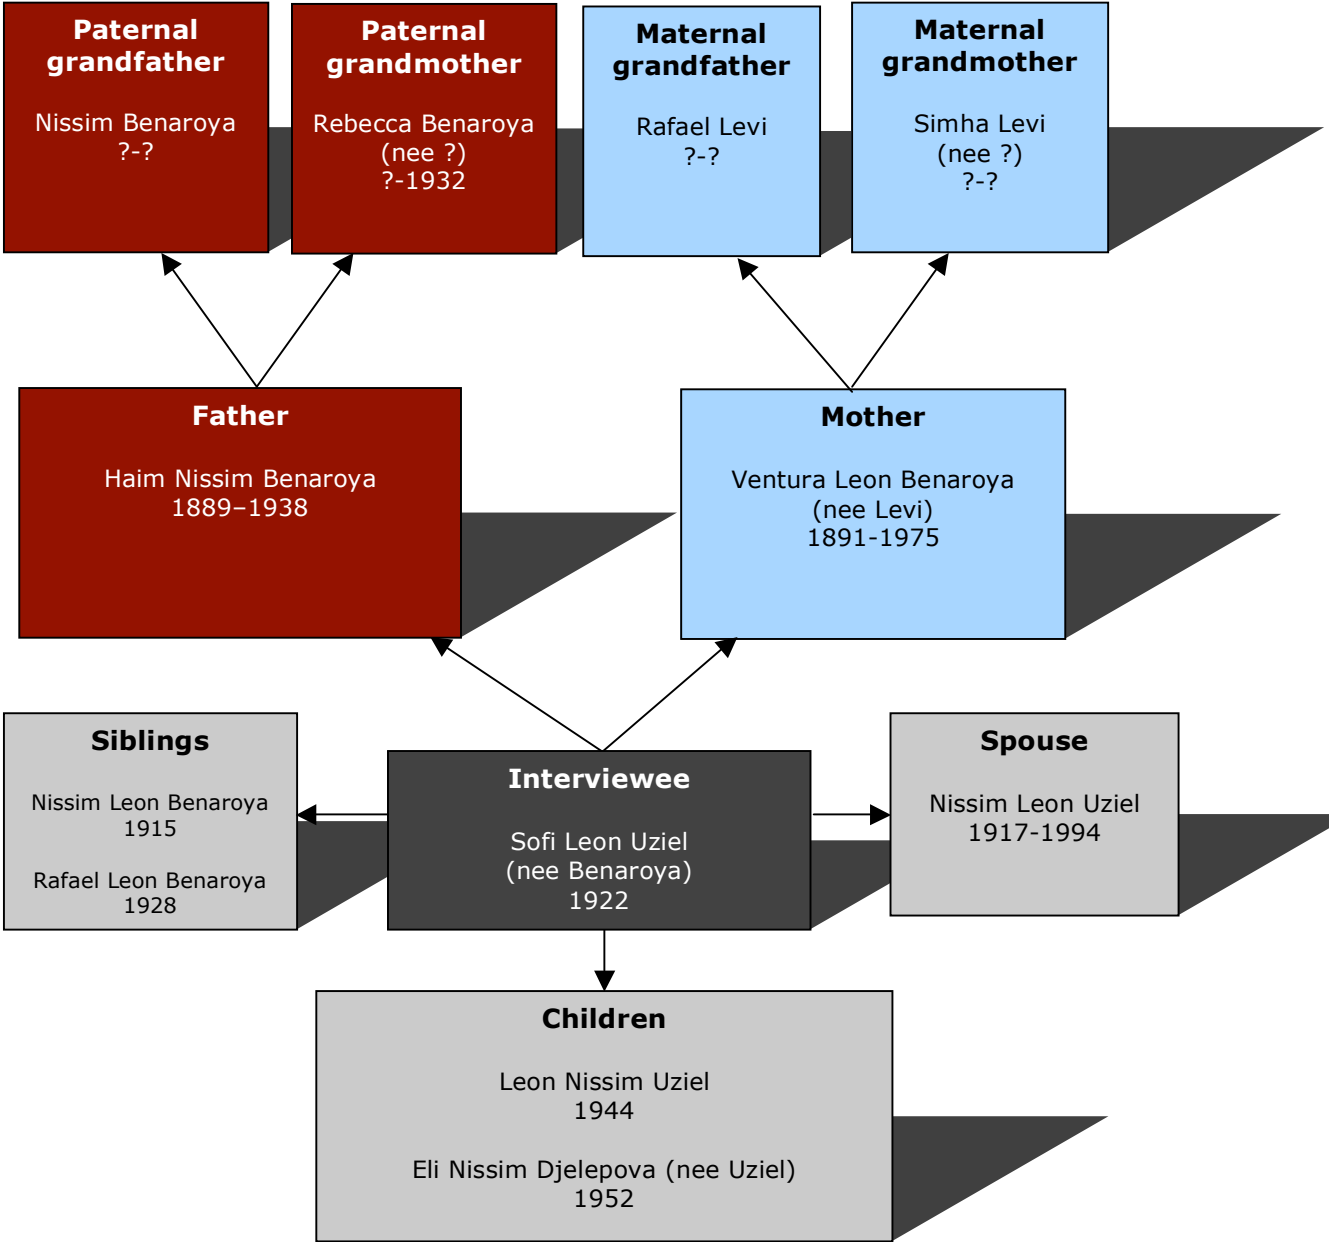 Paternal
grandfather
Nissim Benaroya
?-?
Paternal
grandmother
Rebecca Benaroya
(nee ?)
?-1932
Maternal
grandfather
Rafael Levi
?-?
Maternal
grandmother
Simha Levi
(nee ?)
?-?
Father
Haim Nissim Benaroya
1889–1938
Mother
Ventura Leon Benaroya
(nee Levi)
1891-1975
Siblings
Nissim Leon Benaroya
1915
Rafael Leon Benaroya
1928
Interviewee
Sofi Leon Uziel
(nee Benaroya)
1922
Spouse
Nissim Leon Uziel
1917-1994
Children
Leon Nissim Uziel
1944
Eli Nissim Djelepova (nee Uziel)
1952